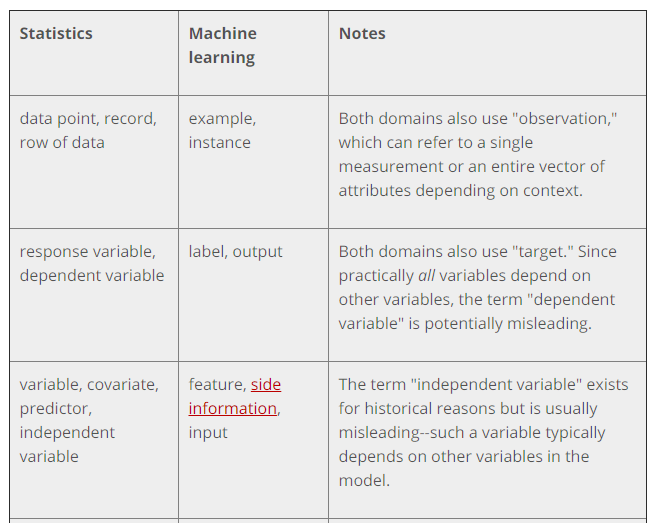 Statistics
Machine
learning
Notes
data point, record,
row of data
example,
instance
Both domains also use "observation,"
which can refer to a single
measurement or an entire vector of
attributes depending on context.
response variable,
dependent variable
label, output
Both domains also use "target." Since
practically all variables depend on
other variables, the term "dependent
variable" is potentially misleading.
variable, covariate,
predictor,
independent
variable
feature, side
information,
input
The term "independent variable" exists
for historical reasons but is usually
misleading--such a variable typically
depends on other variables in the
model.